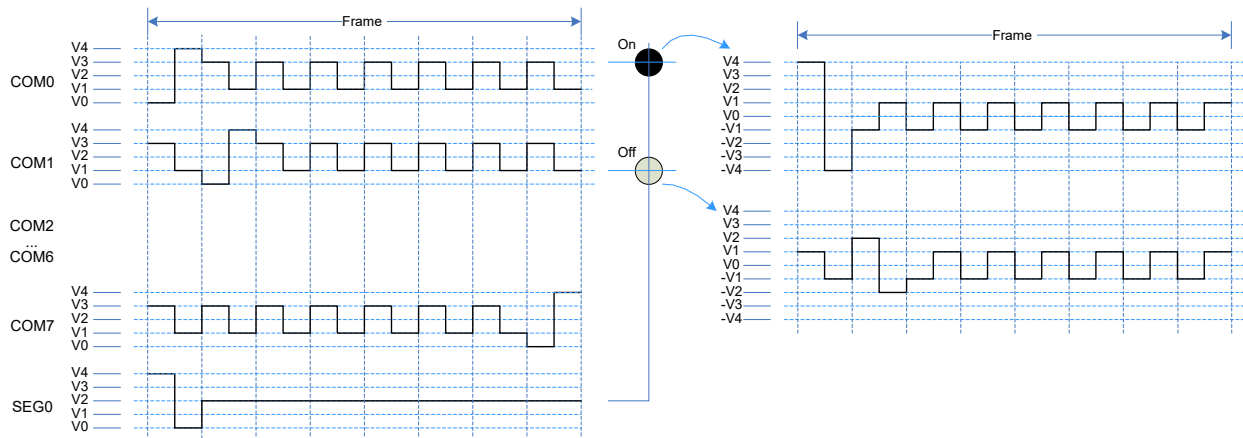 Frame
COM0
V4
V3
V2
V1
V0
COM1
V4
V3
V2
V1
V0
COM2
...
COM6
COM7
V4
V3
V2
V1
V0
SEG0
V4
V3
V2
V1
V0
On
Off
Frame
V4
V3
V2
V1
V0
-V1
-V2
-V3
-V4
V4
V3
V2
V1
V0
-V1
-V2
-V3
-V4